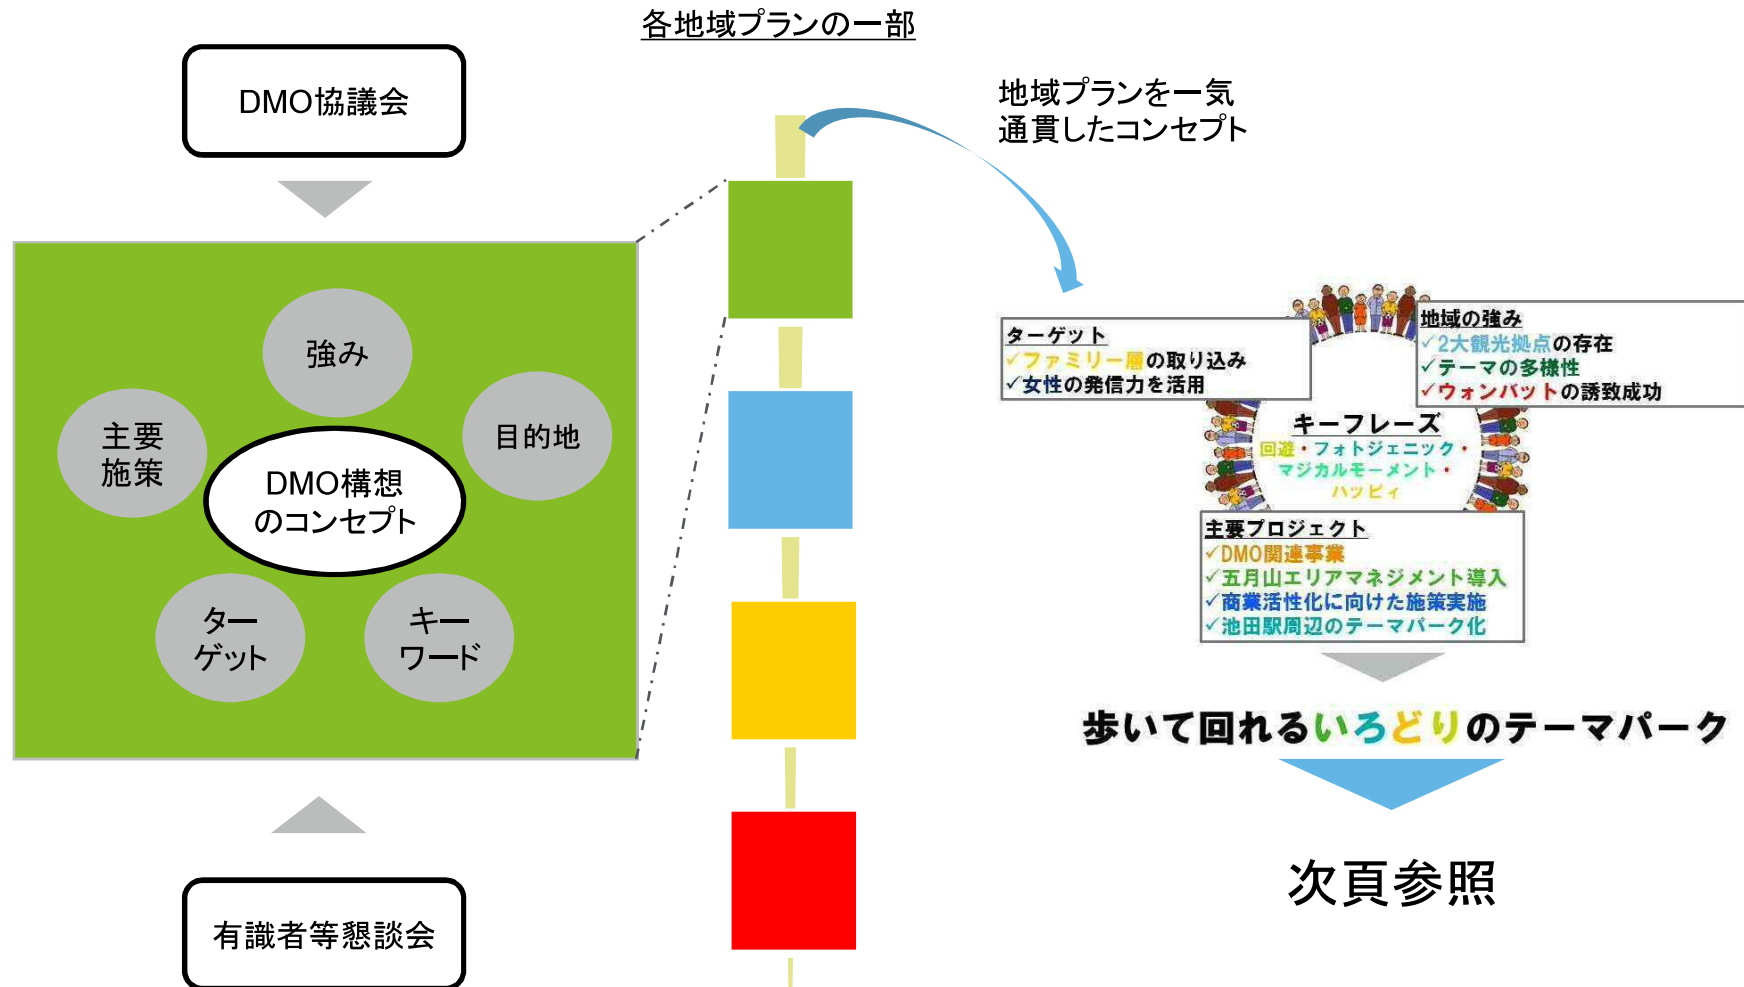 各地域プランの一部
DMO協議会
強み
主要
施策
目的地
DMO構想
のコンセプト
ター
ゲット
キー
ワード
有識者等懇談会
地域プランを一気
通貫したコンセプト
ターゲット
✓ファミリー層の取り込み
✓女性の発信力を活用
地域の強み
✓2大観光拠点の存在
✓テーマの多様性
✓ウォンバットの誘致成功
キーフレーズ
回遊・フォトジェニック・
マジカルモーメント・
ハッピィ
主要プロジェクト
✓DMO関連事業
✓五月山エリアマネジメント導入
✓商業活性化に向けた施策実施
✓池田駅周辺のテーマパーク化
歩いて回れるいろどりのテーマパーク
次頁参照